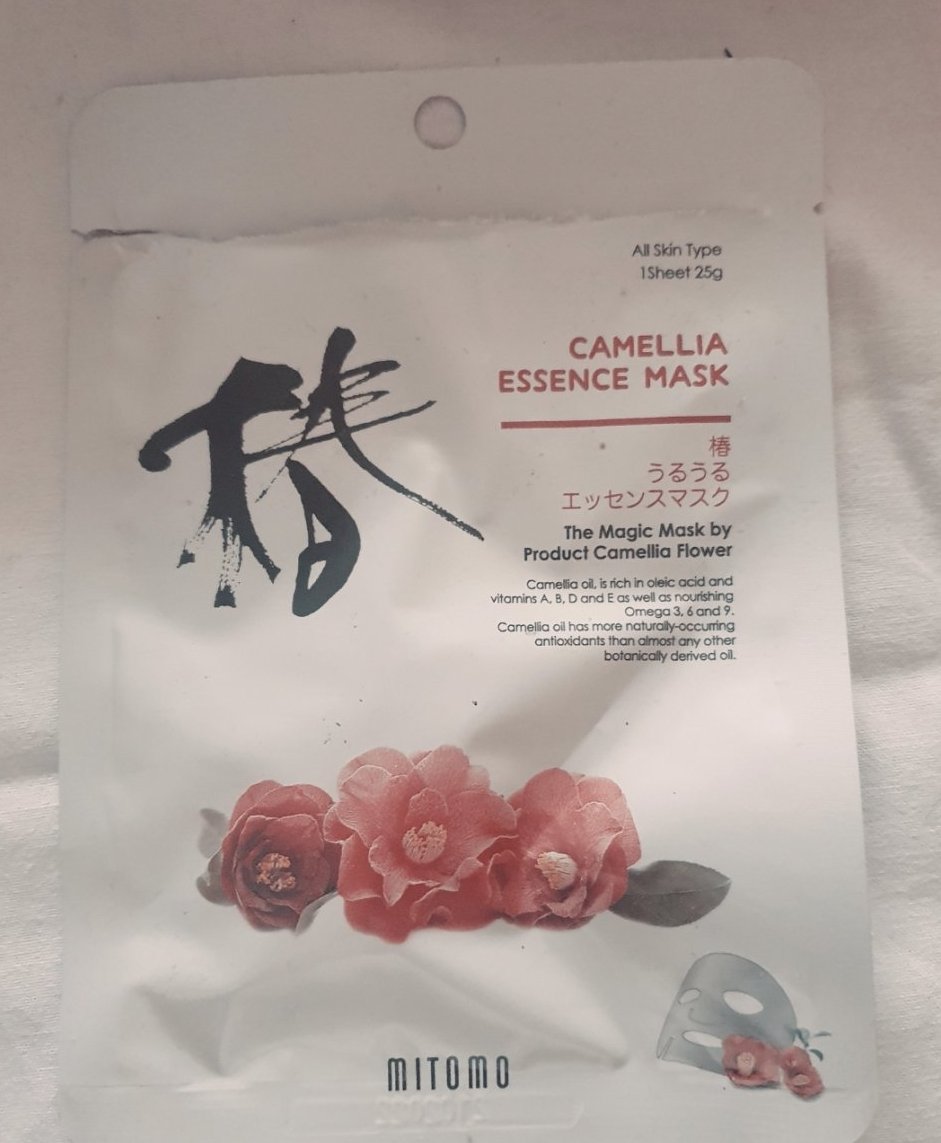 All Skin Type
1Sheet 25g
椿
CAMELLIA
ESSENCE MASK
椿
うるうる
エッセンスマスク
The Magic Mask by
Product Camellia Flower
Camellia oil, is rich in oleic acid and
vitamins A, B, D and E as well as nourishing
Omega 3, 6 and 9.
Camellia oil has more naturally-occurring
antioxidants than almost any other
botanically derived oil.
MITOMO